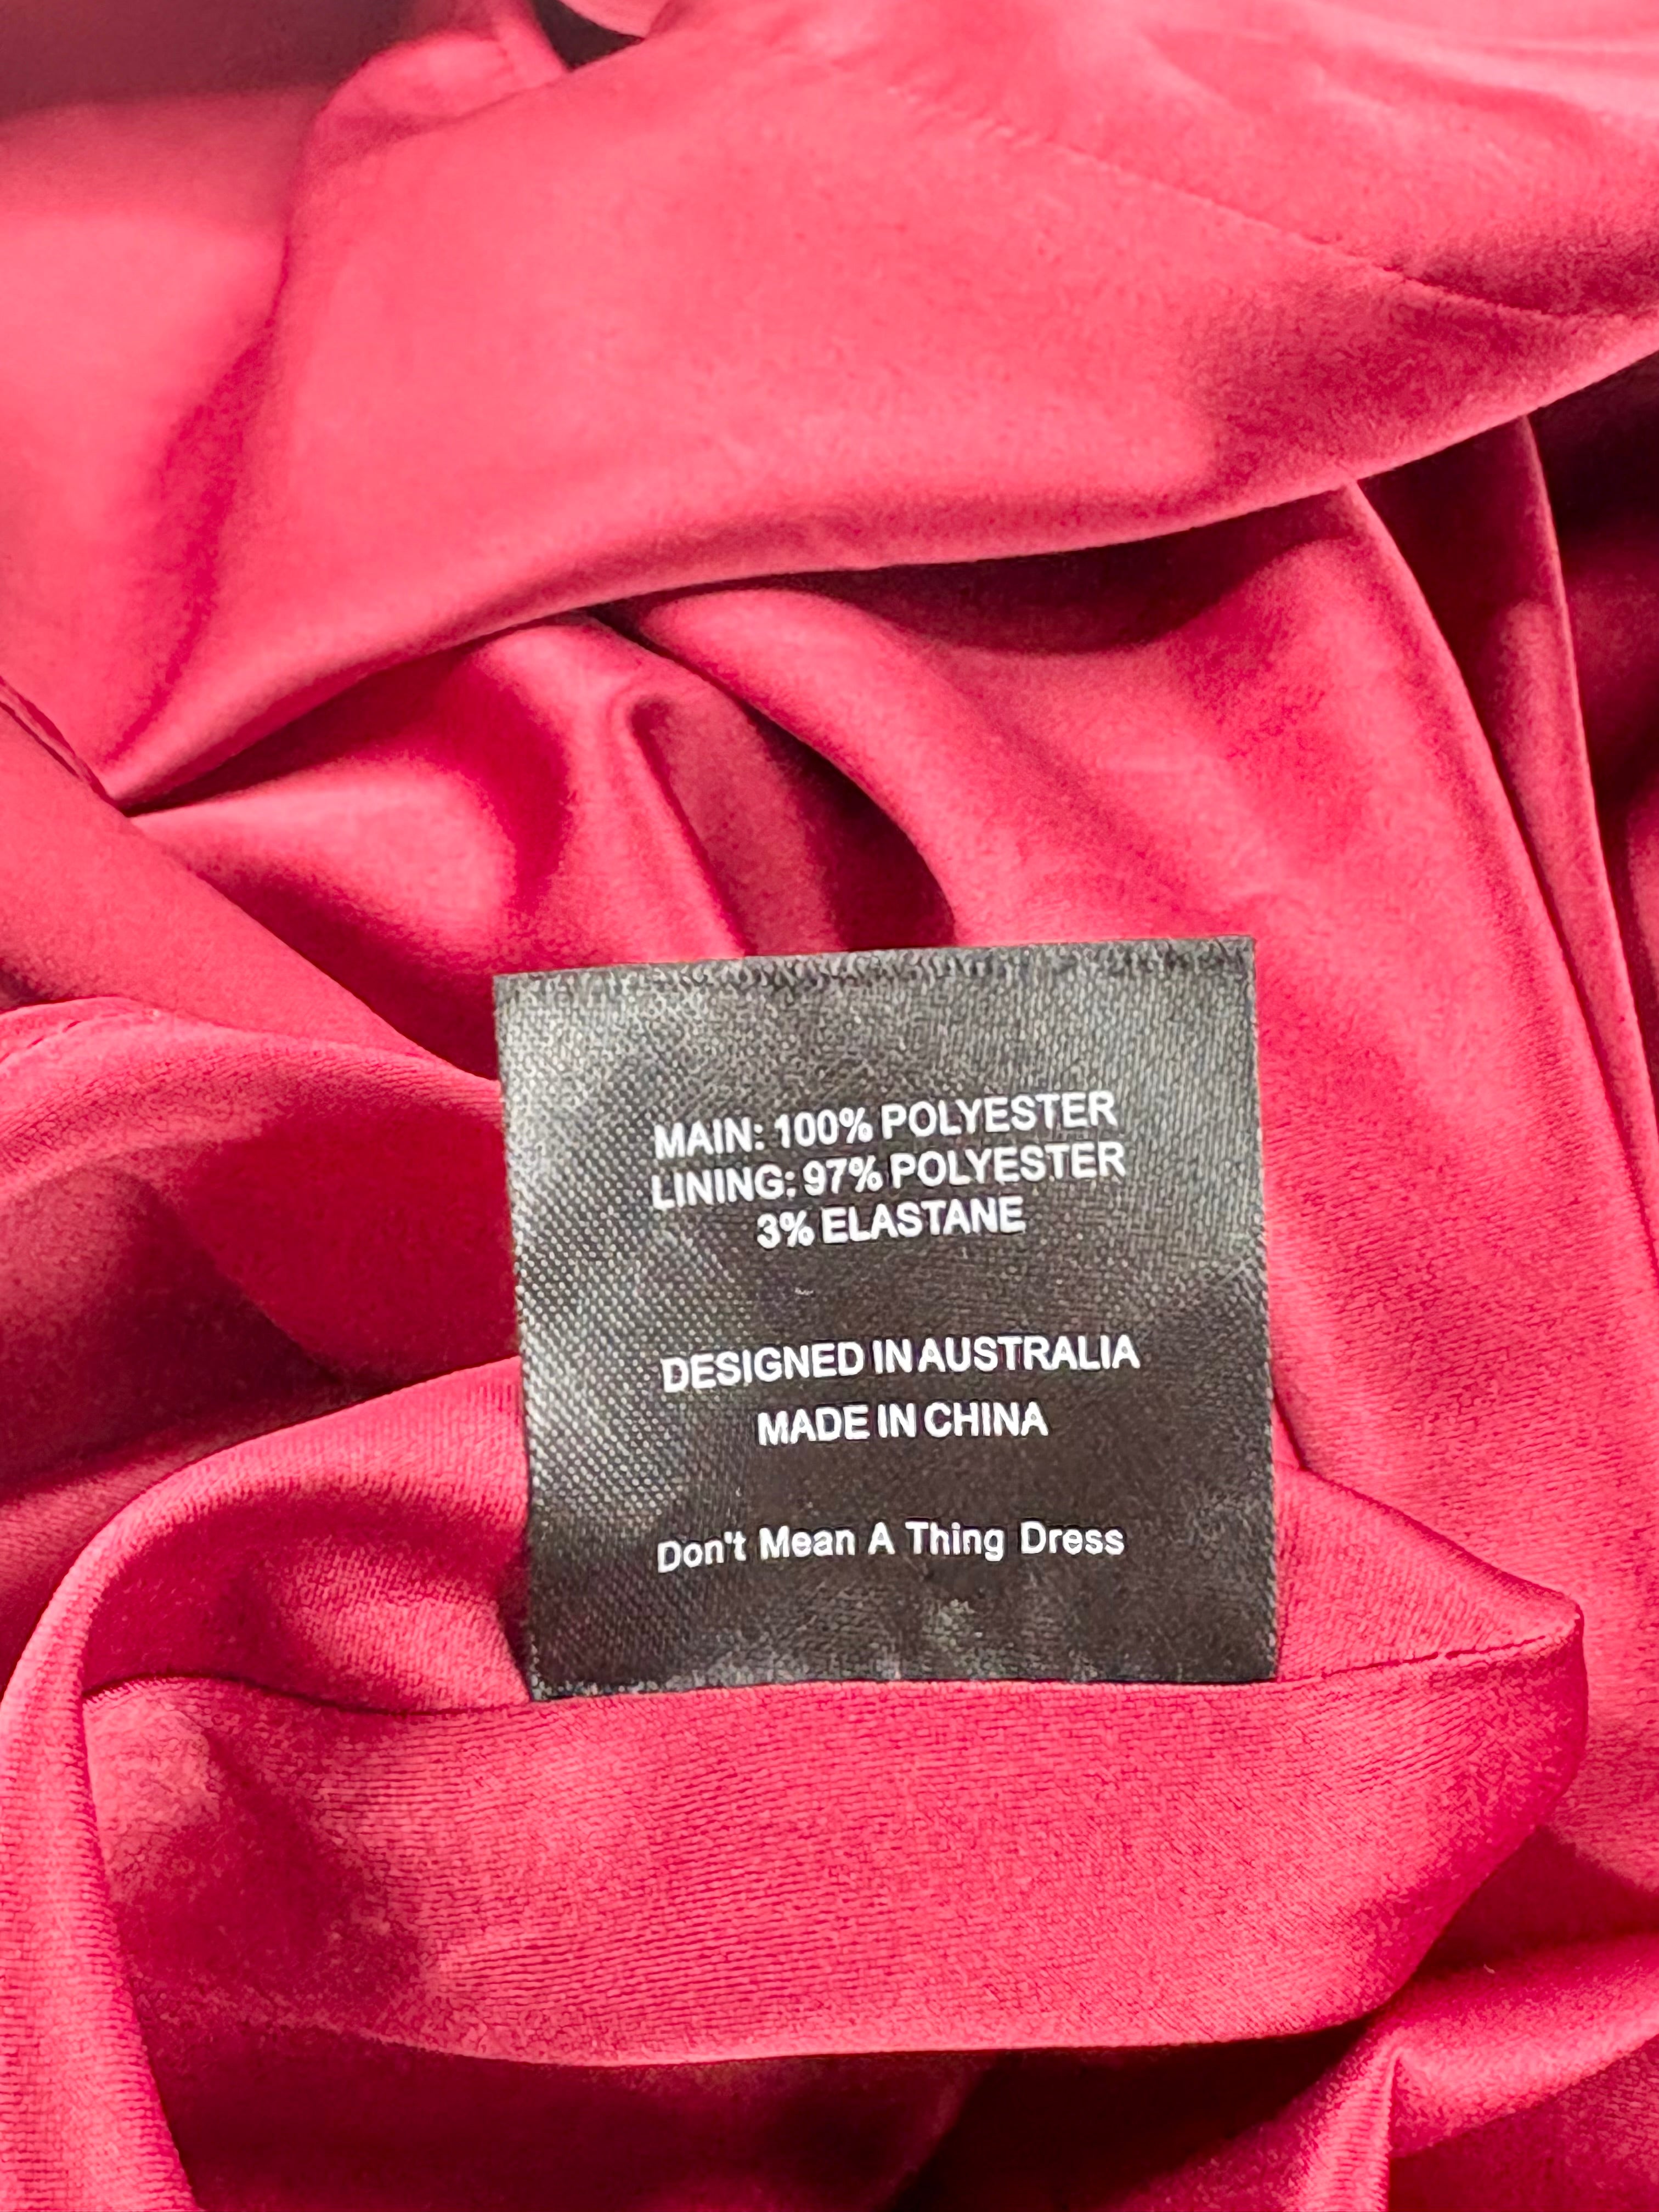 MAIN: 100% POLYESTER
LINING: 97% POLYESTER
3% ELASTANE
DESIGNED IN AUSTRALIA
MADE IN CHINA
Don't Mean A Thing Dress